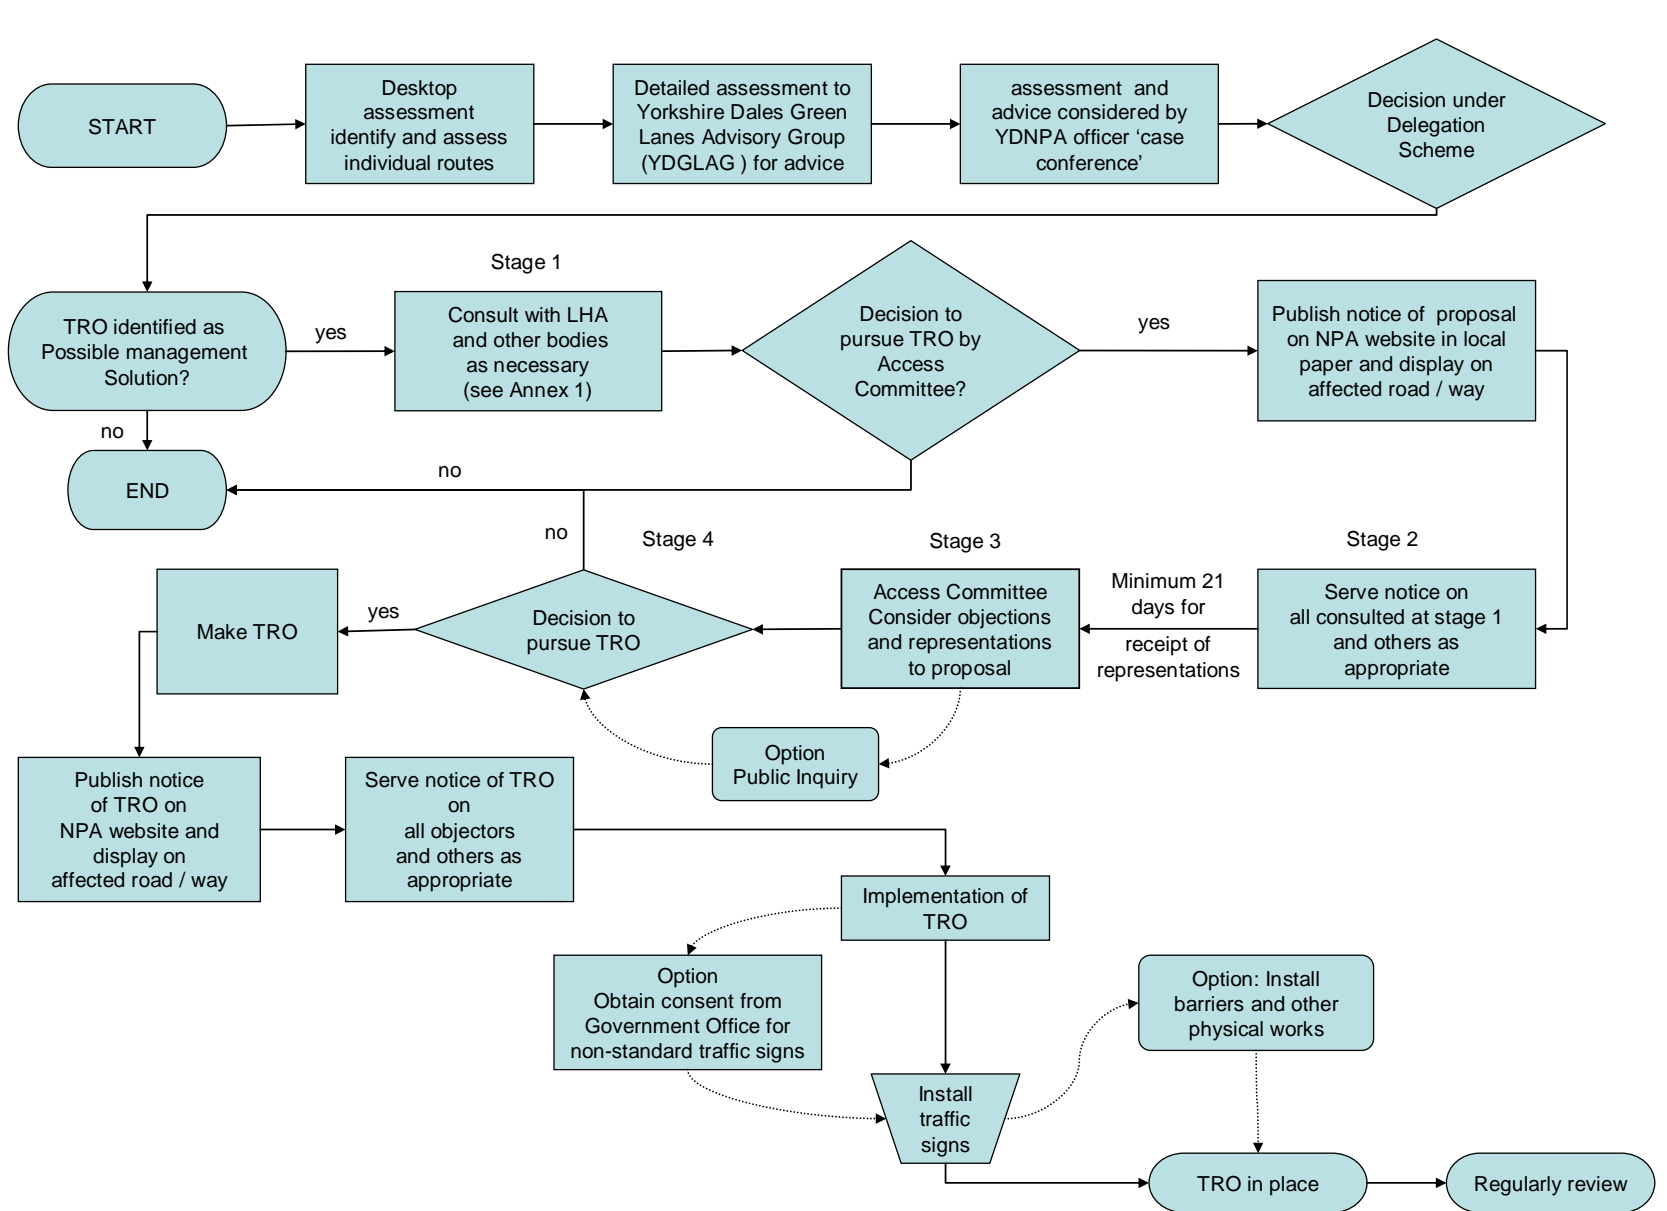 START
Desktop
assessment
identify and assess
individual routes
Detailed assessment to
Yorkshire Dales Green
Lanes Advisory Group
(YDGLAG ) for advice
assessment and
advice considered by
YDNPA officer ‘case
conference’
Decision under
Delegation
Scheme
TRO identified as
Possible management
Solution?
yes
no
END
Stage 1
Consult with LHA
and other bodies
as necessary
(see Annex 1)
Decision to
pursue TRO by
Access
Committee?
yes
no
Publish notice of proposal
on NPA website in local
paper and display on
affected road / way
Stage 2
Serve notice on
all consulted at stage 1
and others as
appropriate
Minimum 21
days for
receipt of
representations
Stage 3
Access Committee
Consider objections
and representations
to proposal
Option
Public Inquiry
Stage 4
Decision to
pursue TRO
no
yes
Make TRO
Publish notice
of TRO on
NPA website and
display on
affected road / way
Serve notice of TRO
on
all objectors
and others as
appropriate
Implementation of
TRO
Option
Obtain consent from
Government Office for
non-standard traffic signs
Install
traffic
signs
Option: Install
barriers and other
physical works
TRO in place
Regularly review